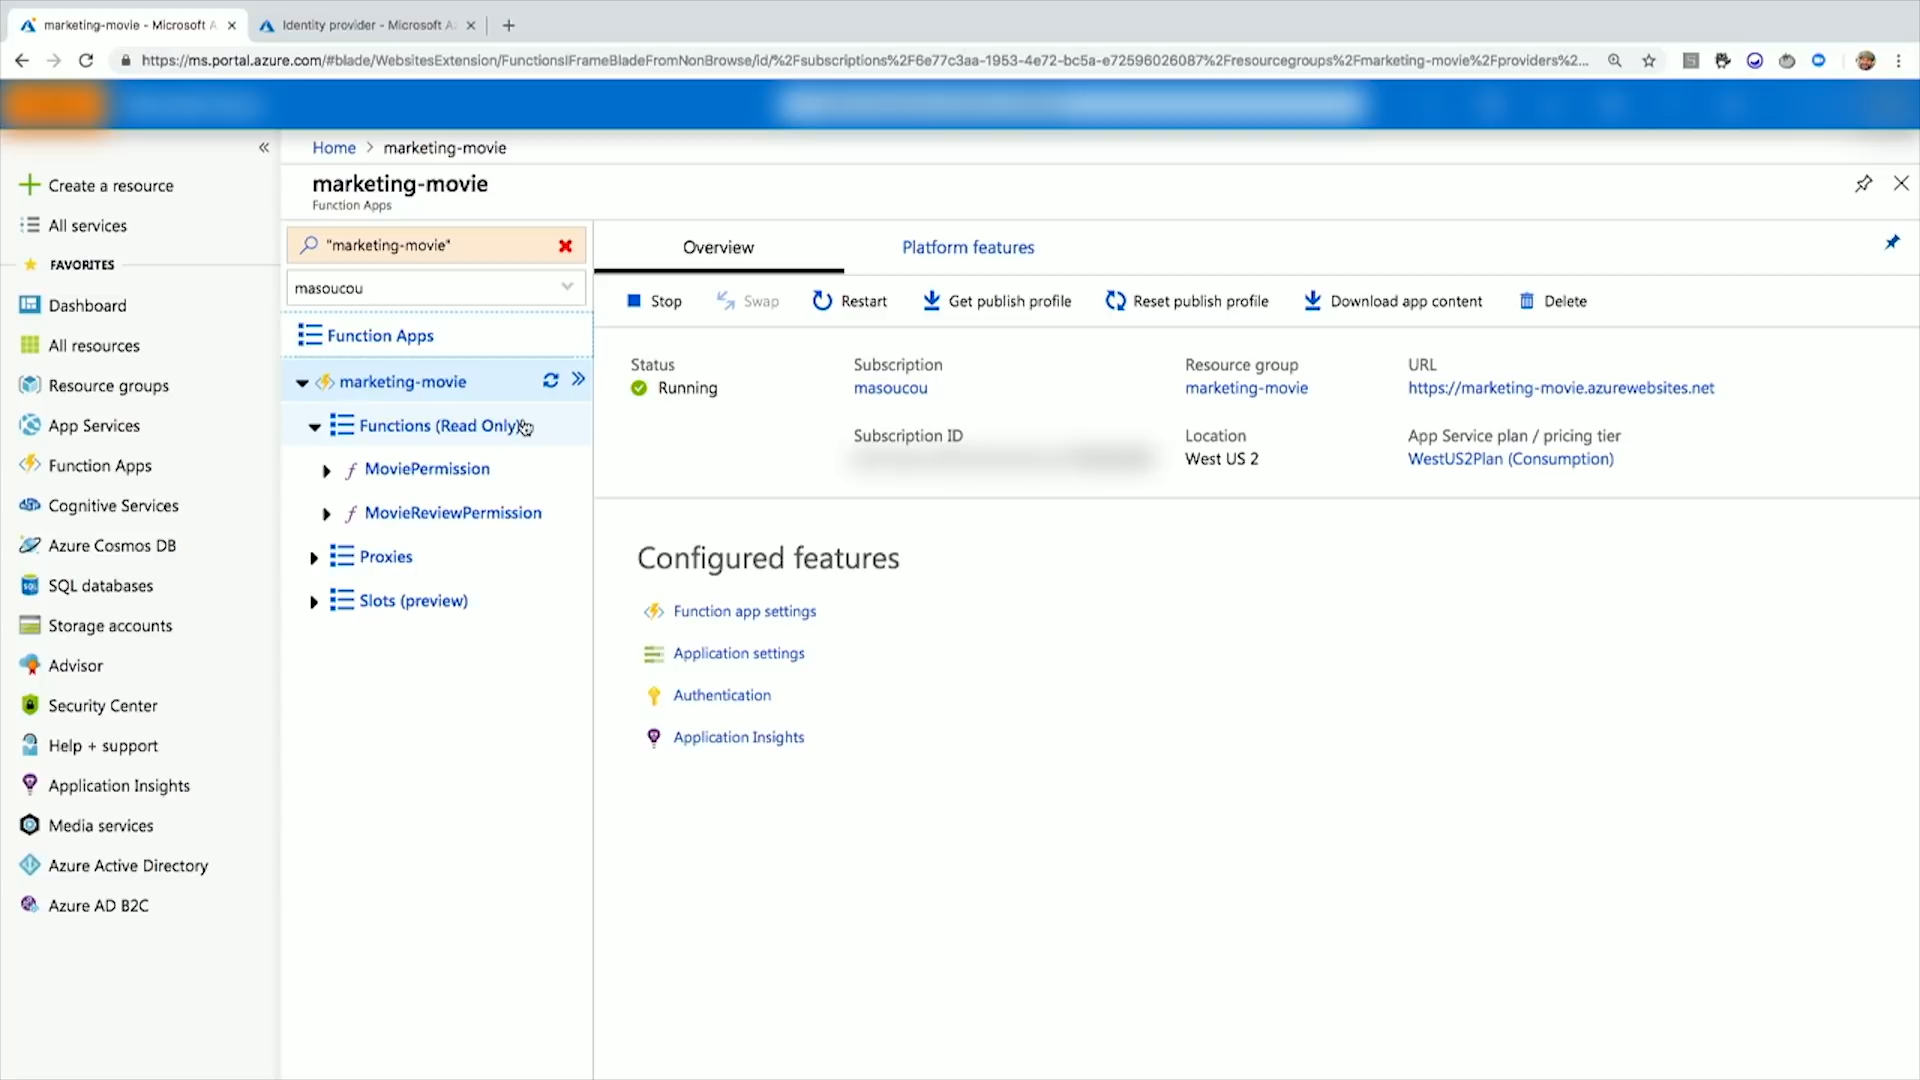 marketing-movie - Microsoft A
Identity provider - Microsoft A
https://ms.portal.azure.com/#blade/WebsitesExtension/FunctionsIFrameBladeFromNonBrowse/id/%2Fsubscriptions%2F6e77c3aa-1953-4e72-bc5a-e72596026087%2Fresourcegroups%2Fmarketing-movie%2Fproviders%2...
Home > marketing-movie
marketing-movie
Function Apps
Create a resource
All services
FAVORITES
Dashboard
All resources
Resource groups
App Services
Function Apps
Cognitive Services
Azure Cosmos DB
SQL databases
Storage accounts
Advisor
Security Center
Help + support
Application Insights
Media services
Azure Active Directory
Azure AD B2C
"marketing-movie"
masoucou
Function Apps
marketing-movie
Functions (Read Only)
MoviePermission
MovieReviewPermission
Proxies
Slots (preview)
Overview
Platform features
Stop
Swap
Restart
Get publish profile
Reset publish profile
Download app content
Delete
Status
Running
Subscription
masoucou
Resource group
marketing-movie
URL
https://marketing-movie.azurewebsites.net
Subscription ID
Location
West US 2
App Service plan / pricing tier
WestUS2Plan (Consumption)
Configured features
Function app settings
Application settings
Authentication
Application Insights